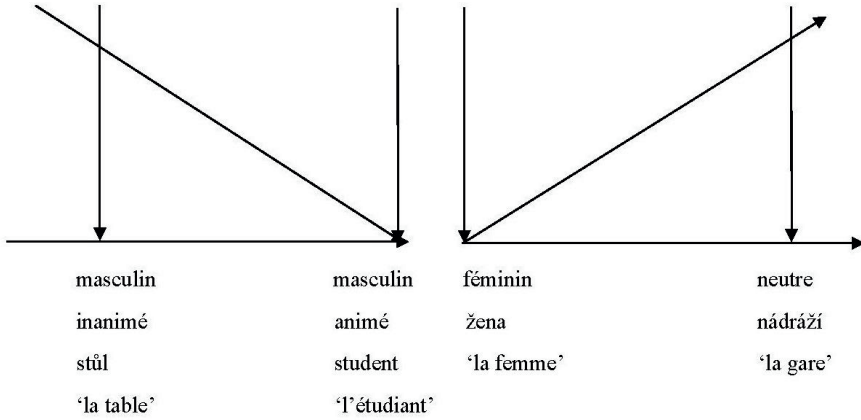 masculin masculin féminin neutre
inanimé animé žena nádraží
stůl student ‘la femme’ ‘la gare’
‘la table’ ‘l’étudiant’